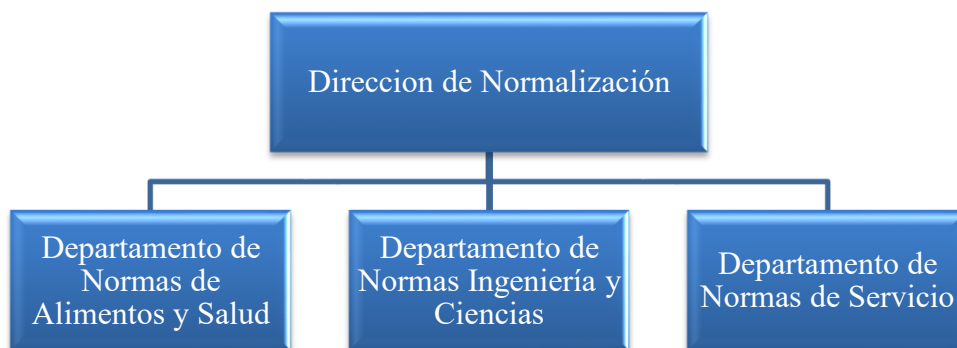 Direccion de Normalización
Departamento de
Normas de
Alimentos y Salud
Departamento de
Normas Ingeniería y
Ciencias
Departamento de
Normas de Servicio